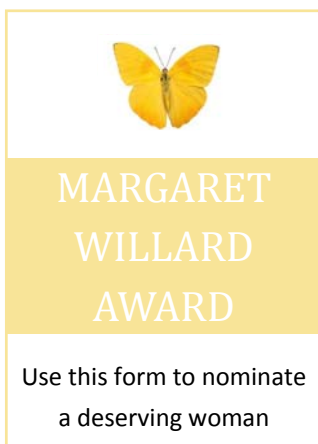 MARGARET
WILLARD
AWARD
Use this form to nominate
a deserving woman